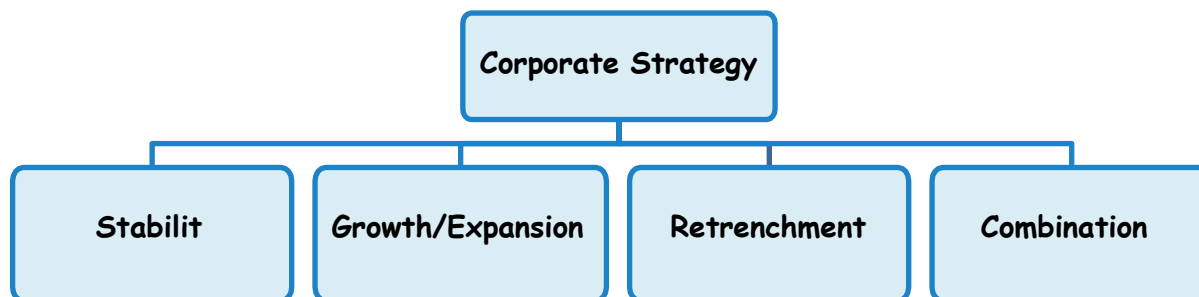 Corporate Strategy
Stabilit
Growth/Expansion
Retrenchment
Combination